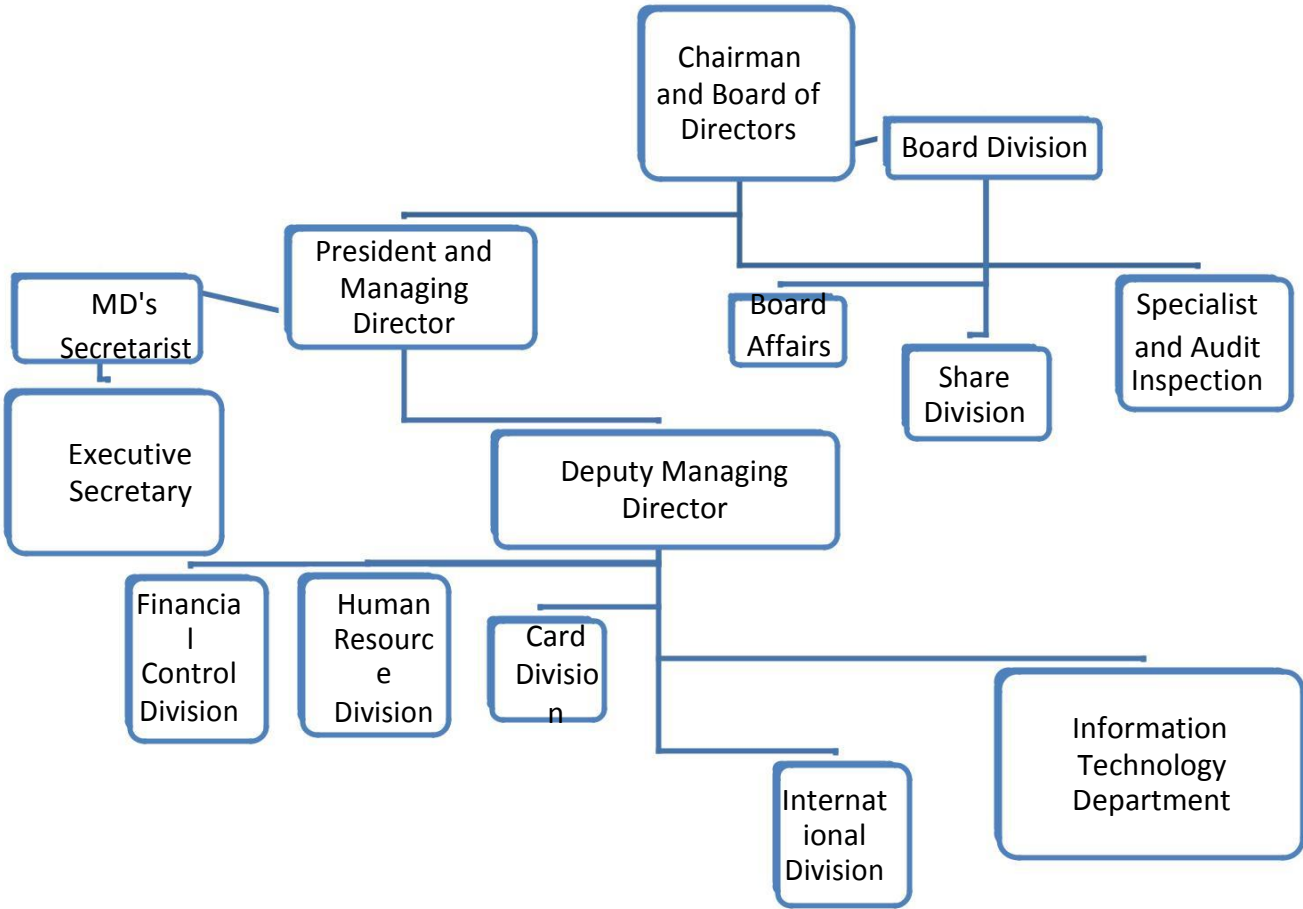 Chairman
and Board of
Directors
Board Division
President and
Managing
Director
MD's
Secretarist
Board
Affairs
Specialist
and Audit
Inspection
Share
Division
Executive
Secretary
Deputy Managing
Director
Financia
l
Control
Division
Human
Resourc
e
Division
Card
Divisio
n
Information
Technology
Department
Internat
ional
Division